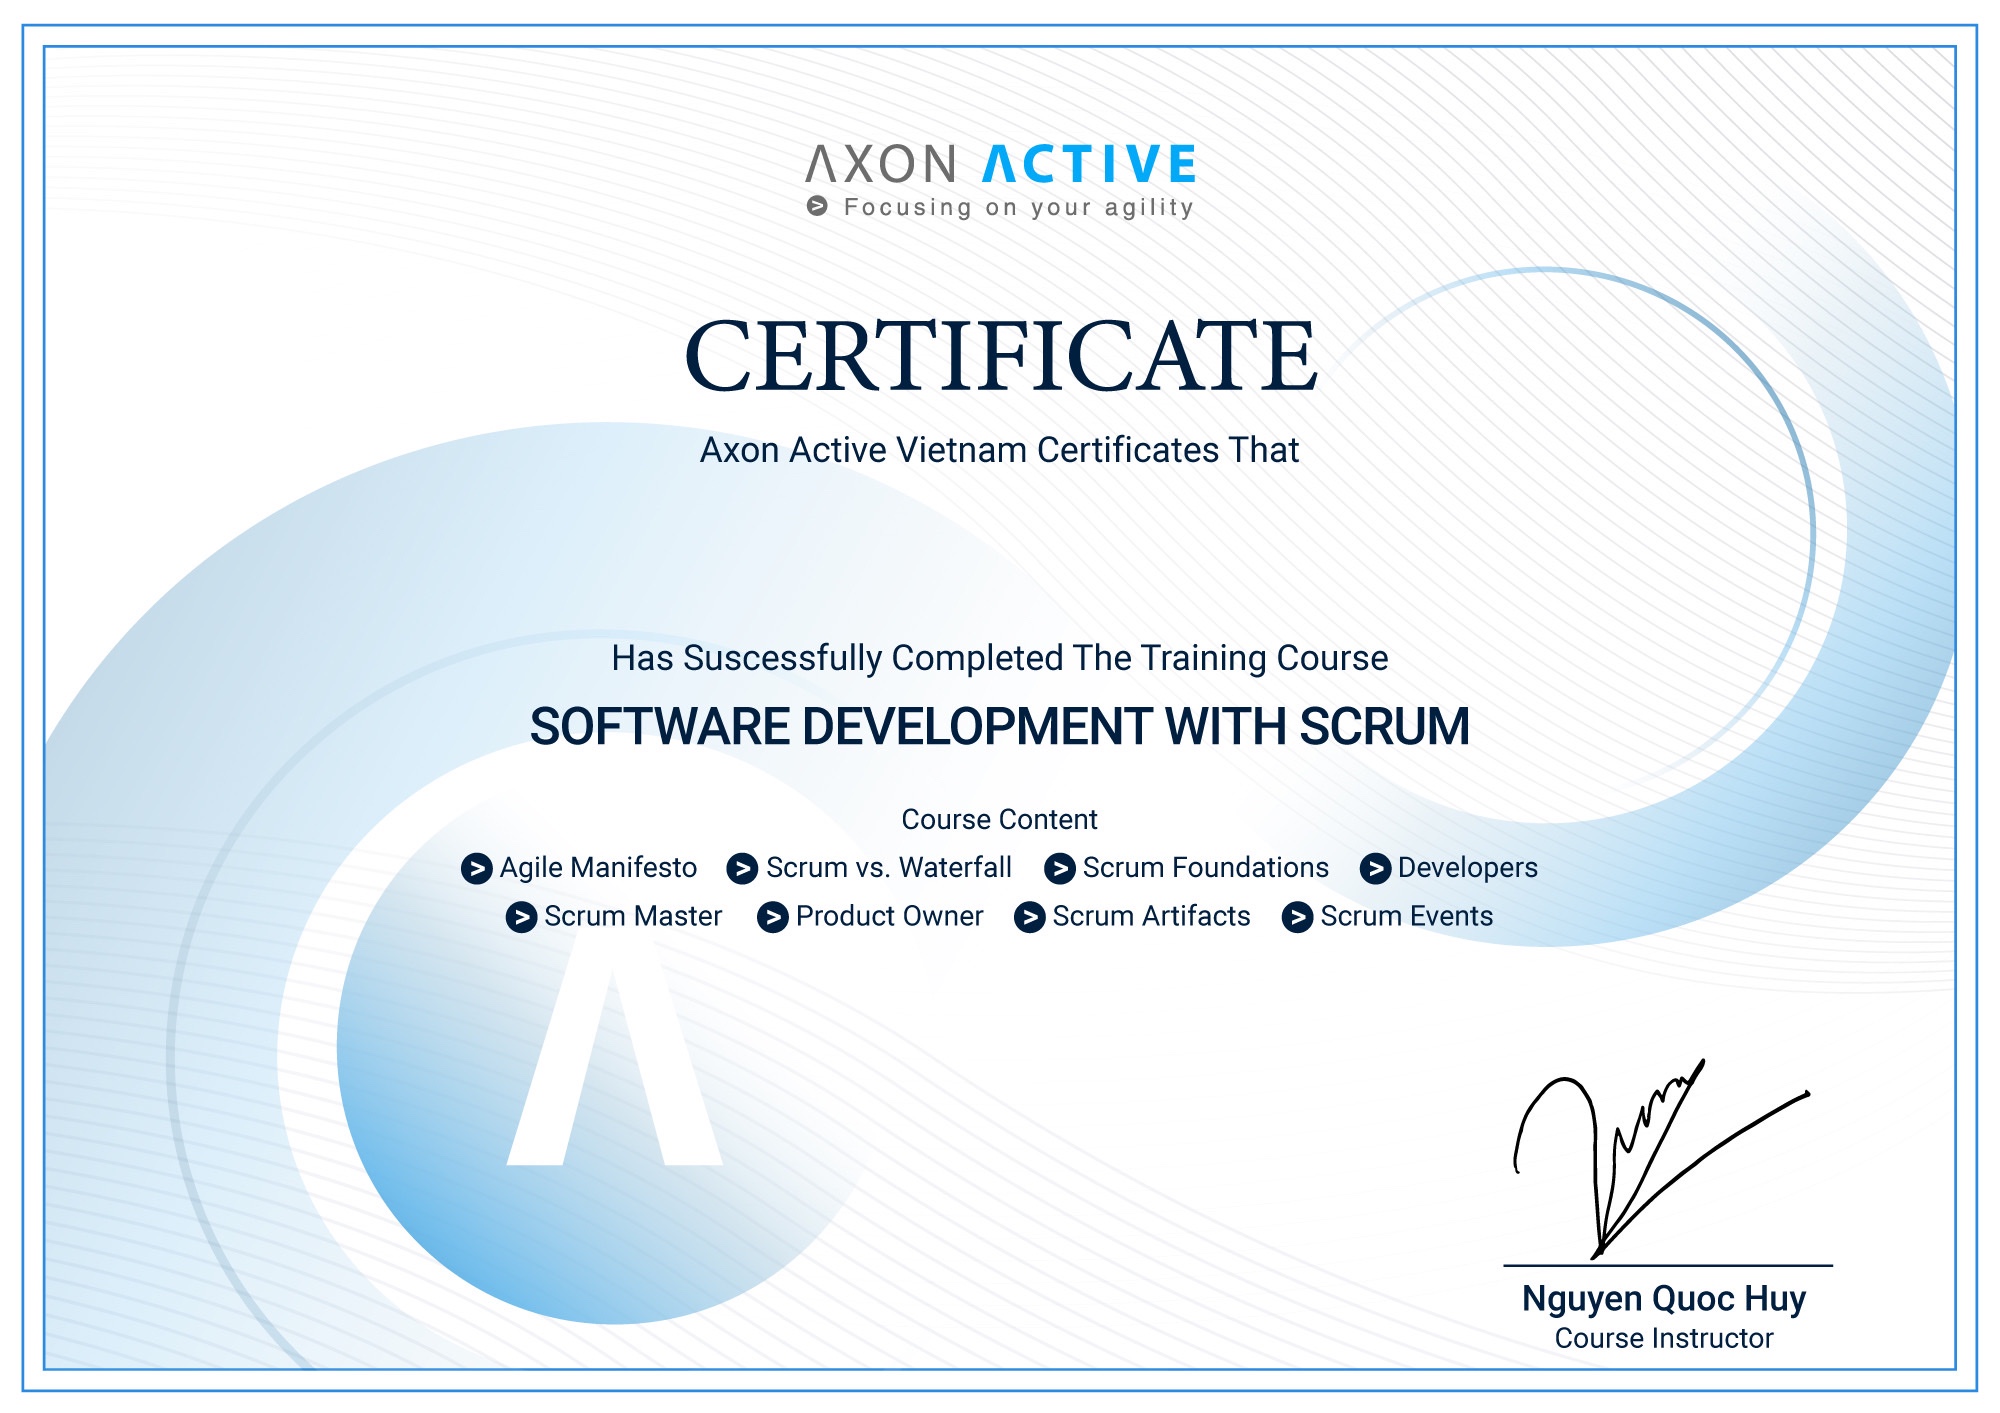 AXON ACTIVE
Focusing on your agility
CERTIFICATE
Axon Active Vietnam Certificates That
Has Suscessfully Completed The Training Course
SOFTWARE DEVELOPMENT WITH SCRUM
Course Content
Agile Manifesto Scrum vs. Waterfall Scrum Foundations Developers
Scrum Master Product Owner Scrum Artifacts Scrum Events
Nguyen Quoc Huy
Course Instructor